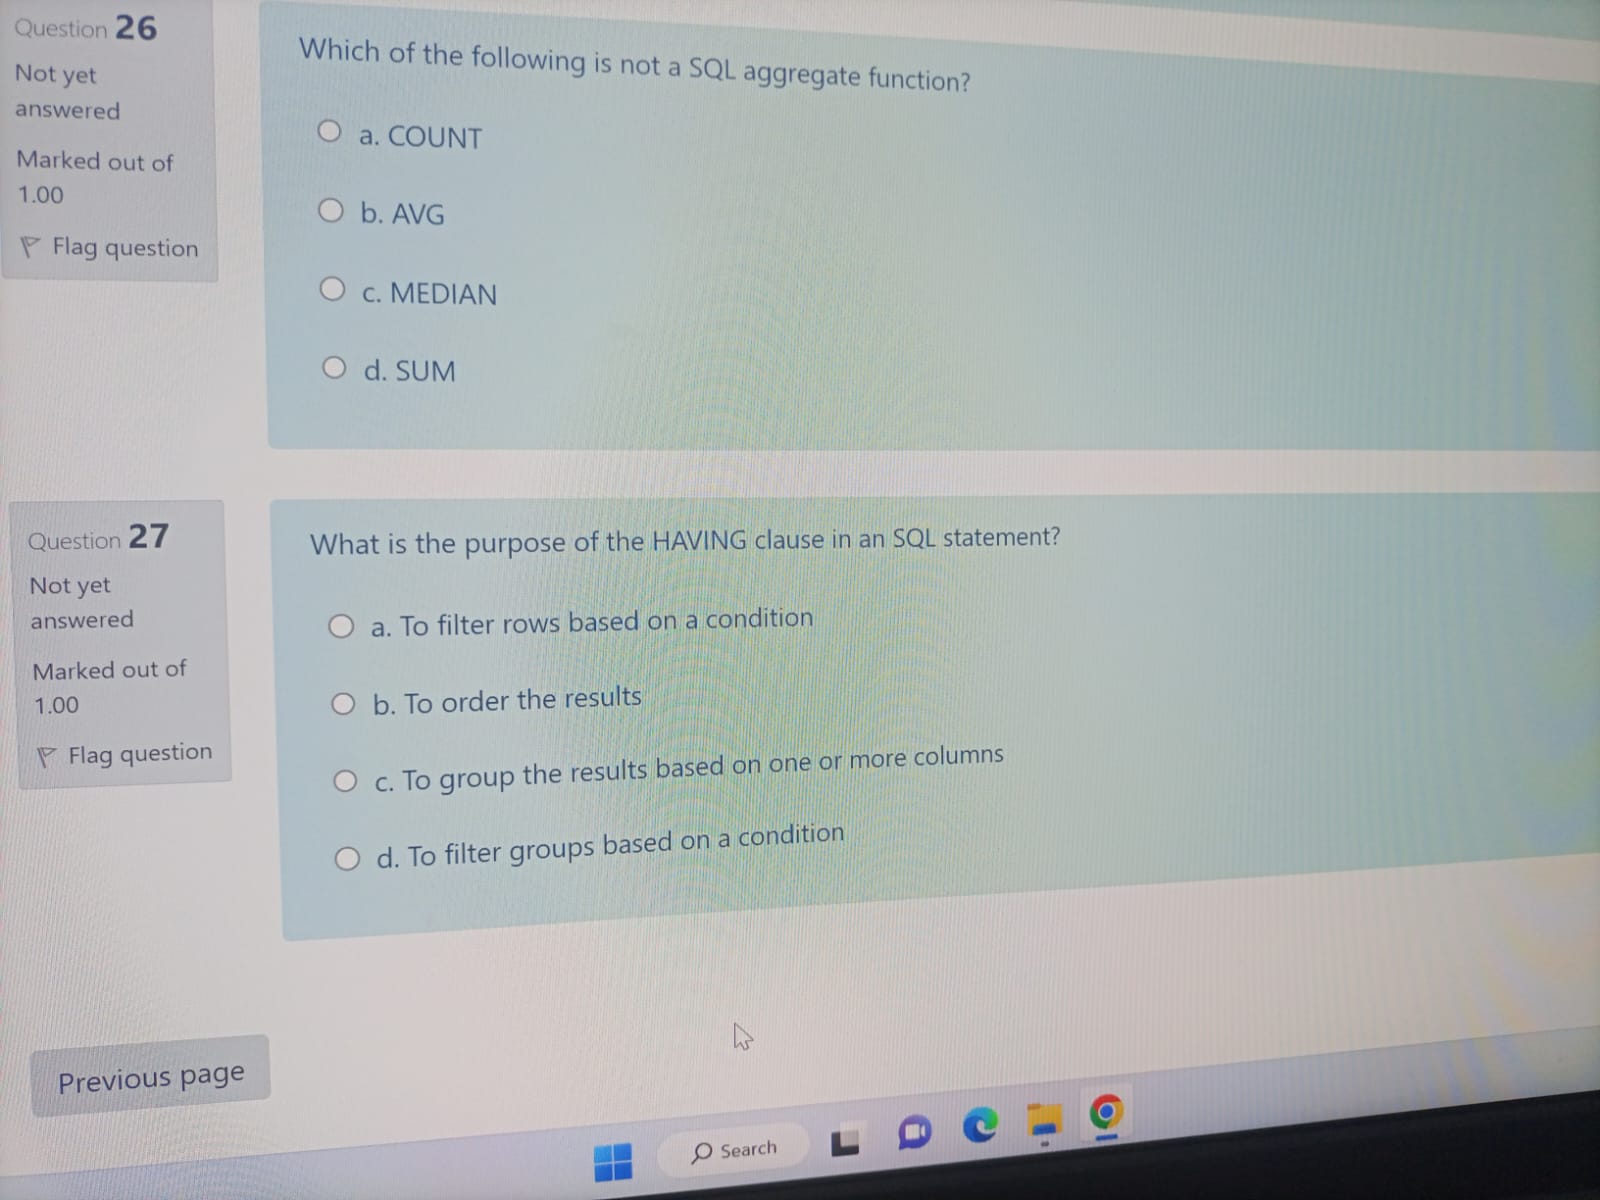 Question 26
Not yet
answered
Marked out of
1.00
Flag question
Which of the following is not a SQL aggregate function?
a. COUNT
b. AVG
c. MEDIAN
d. SUM
Question 27
Not yet
answered
Marked out of
1.00
Flag question
What is the purpose of the HAVING clause in an SQL statement?
a. To filter rows based on a condition
b. To order the results
c. To group the results based on one or more columns
d. To filter groups based on a condition
Previous page
Search